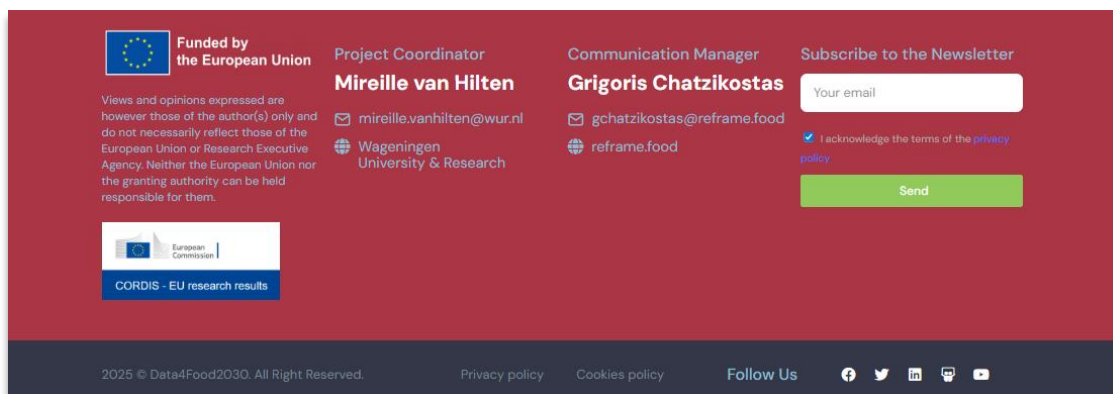 Funded by
the European Union
Views and opinions expressed are
however those of the author(s) only and
do not necessarily reflect those of the
European Union or Research Executive
Agency. Neither the European Union nor
the granting authority can be held
responsible for them.
European
Commission
CORDIS - EU research results
Project Coordinator
Mireille van Hilten
mireille.vanhilten@wur.nl
Wageningen
University & Research
Communication Manager
Grigoris Chatzikostas
gchatzikostas@reframe.food
reframe.food
Subscribe to the Newsletter
Your email
I acknowledge the terms of the privacy
policy
Send
2025 © Data4Food2030. All Right Reserved.
Privacy policy
Cookies policy
Follow Us